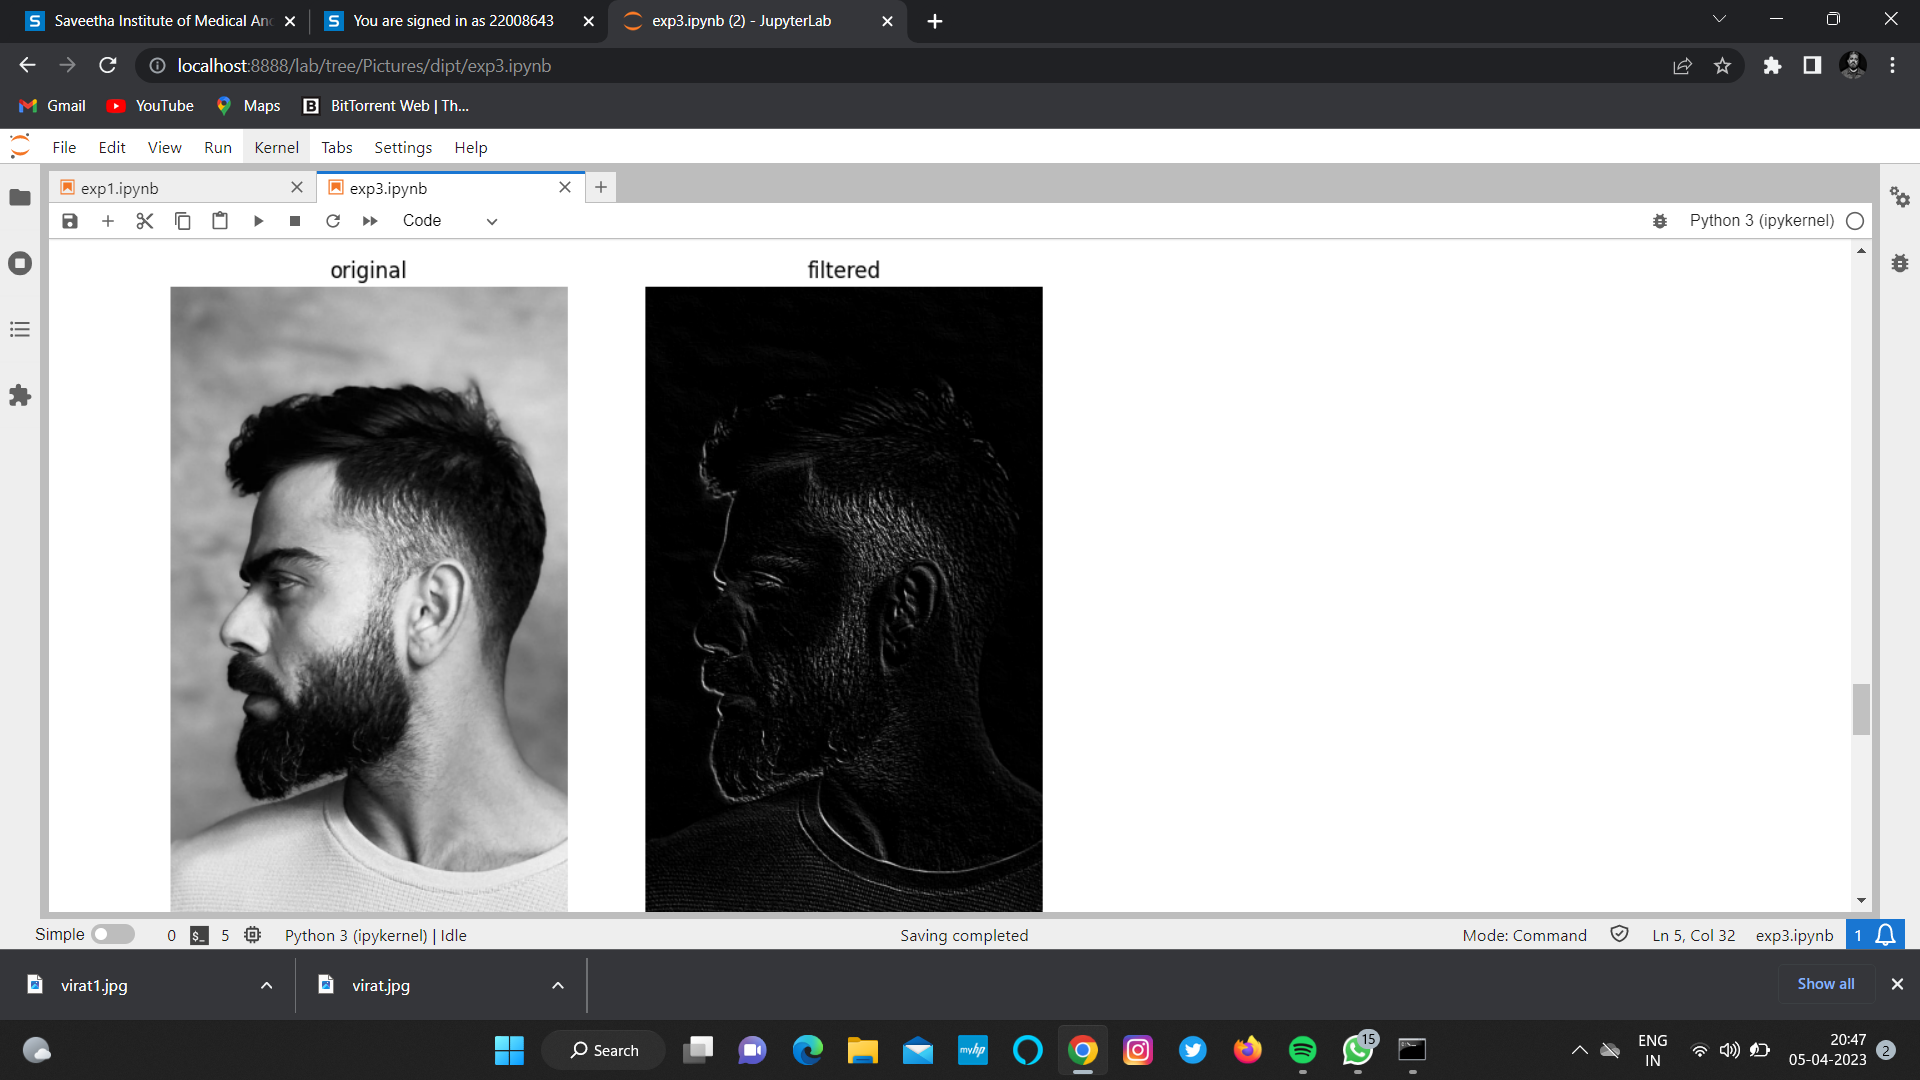 Saveetha Institute of Medical An
You are signed in as 22008643
exp3.ipynb (2) - JupyterLab
localhost:8888/lab/tree/Pictures/dipt/exp3.ipynb
Gmail
YouTube
Maps
BitTorrent Web | Th...
File
Edit
View
Run
Kernel
Tabs
Settings
Help
exp1.ipynb
exp3.ipynb
Code
Python 3 (ipykernel)
original
filtered
Simple
0
5
Python 3 (ipykernel) | Idle
Saving completed
Mode: Command
Ln 5, Col 32
exp3.ipynb
1
virat1.jpg
virat.jpg
Show all
Search
myhp
15
ENG
IN
20:47
05-04-2023
2